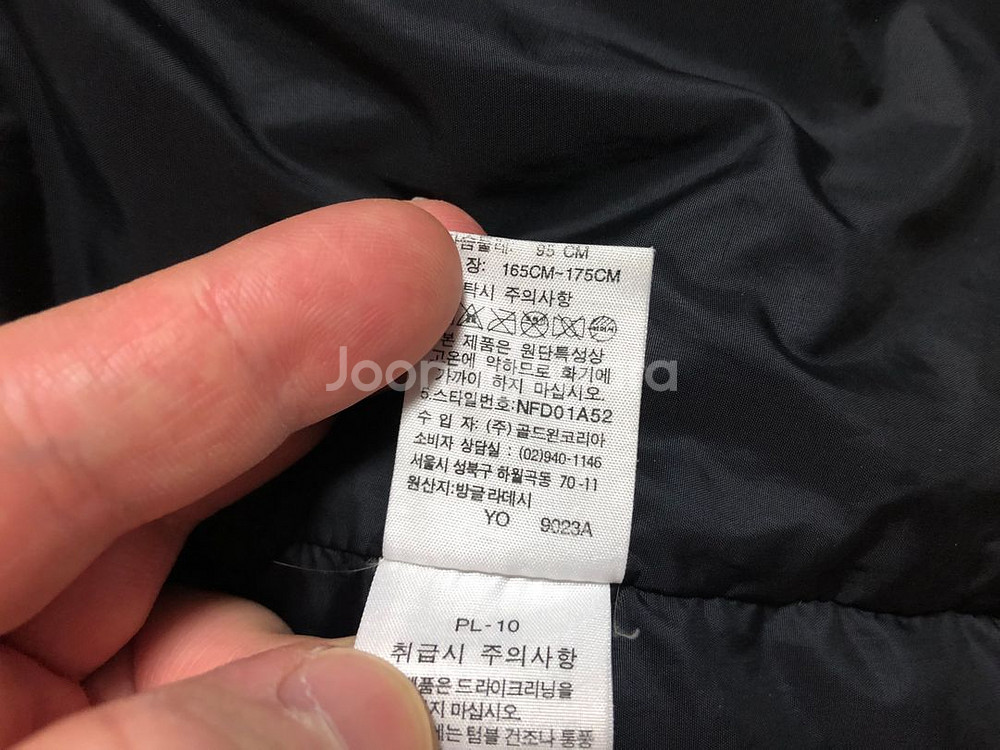 95 CM
장: 165CM~175CM
탁시 주의사항
본 제품은 원단특성상
고온에 약하므로 화기에
가까이 하지 마십시오.
5.스타일번호:NFD01A52
수 입 자: (주) 골드윈코리아
소비자 상담실 : (02)940-1146
서울시 성북구 하월곡동 70-11
원산지:방글라데시
YO 9023A
PL-10
취급시 주의사항
제품은 드라이크리닝을
지 마십시오.
에는 텀블 건조나 통풍